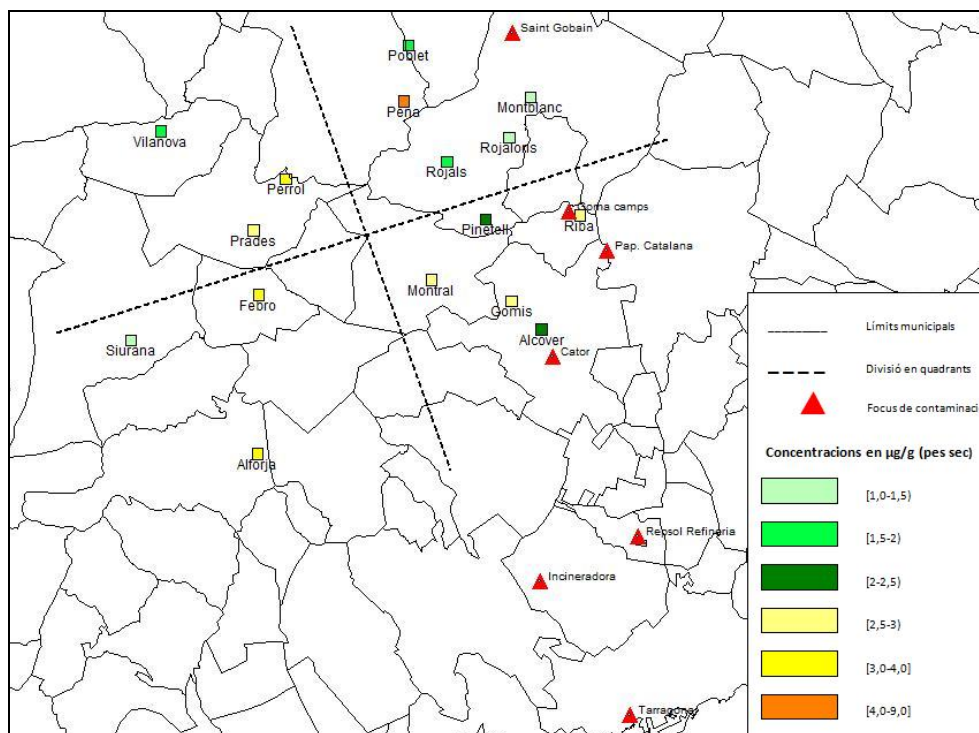 Saint Gobain
Poblet
Pena
Montblanc
Vilanova
Rojalons
Rojals
Perrol
Goma camps
Pinetell
Riba
Prades
Pap. Catalana
Montral
Febro
Gomis
Siurana
Alcover
Cator
Alforja
Repsol Refineria
Incineradora
Tarragona
Límits municipals
Divisió en quadrants
Focus de contaminaci
Concentracions en µg/g (pes sec)
[1,0-1,5)
[1,5-2)
[2-2,5)
[2,5-3)
[3,0-4,0]
[4,0-9,0]